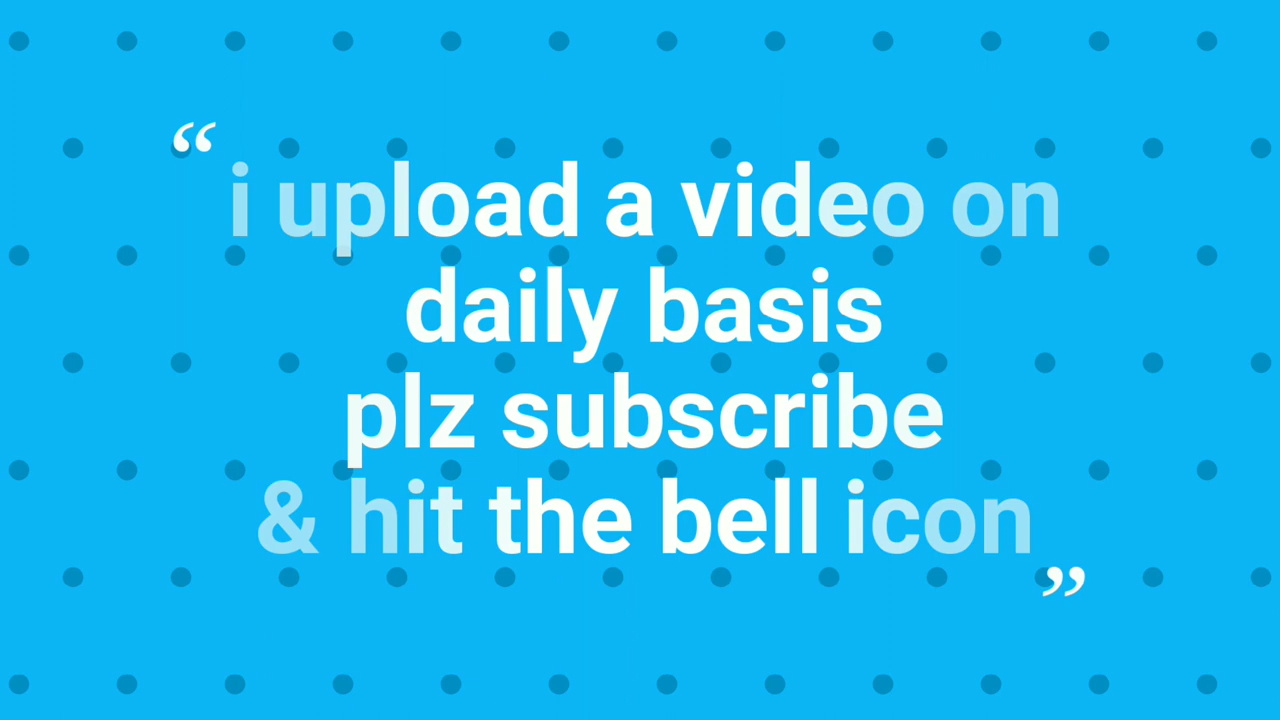 “i upload a video on
daily basis
plz subscribe
& hit the bell icon”